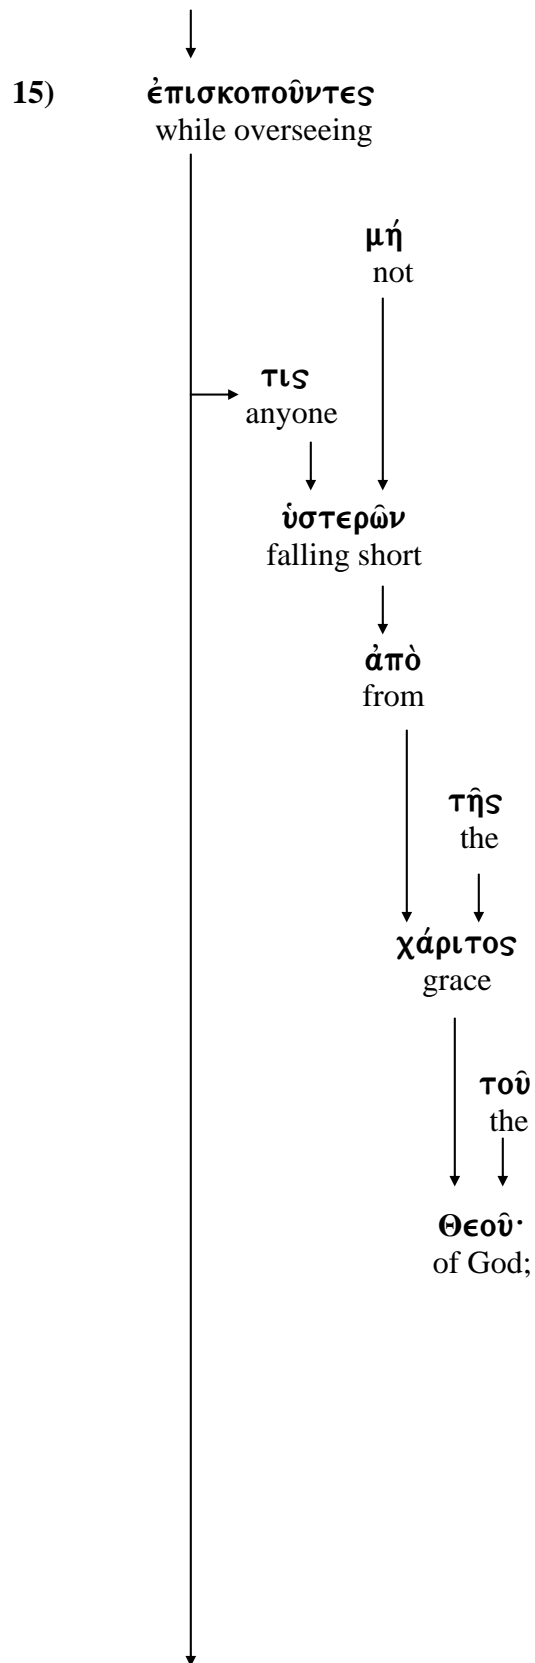 15) ἐπισκοποῦντες
while overseeing
μή
not
τις
anyone
ὑστερῶν
falling short
ἀπὸ
from
τῆς
the
χάριτος
grace
τοῦ
the
Θεοῦ·
of God;